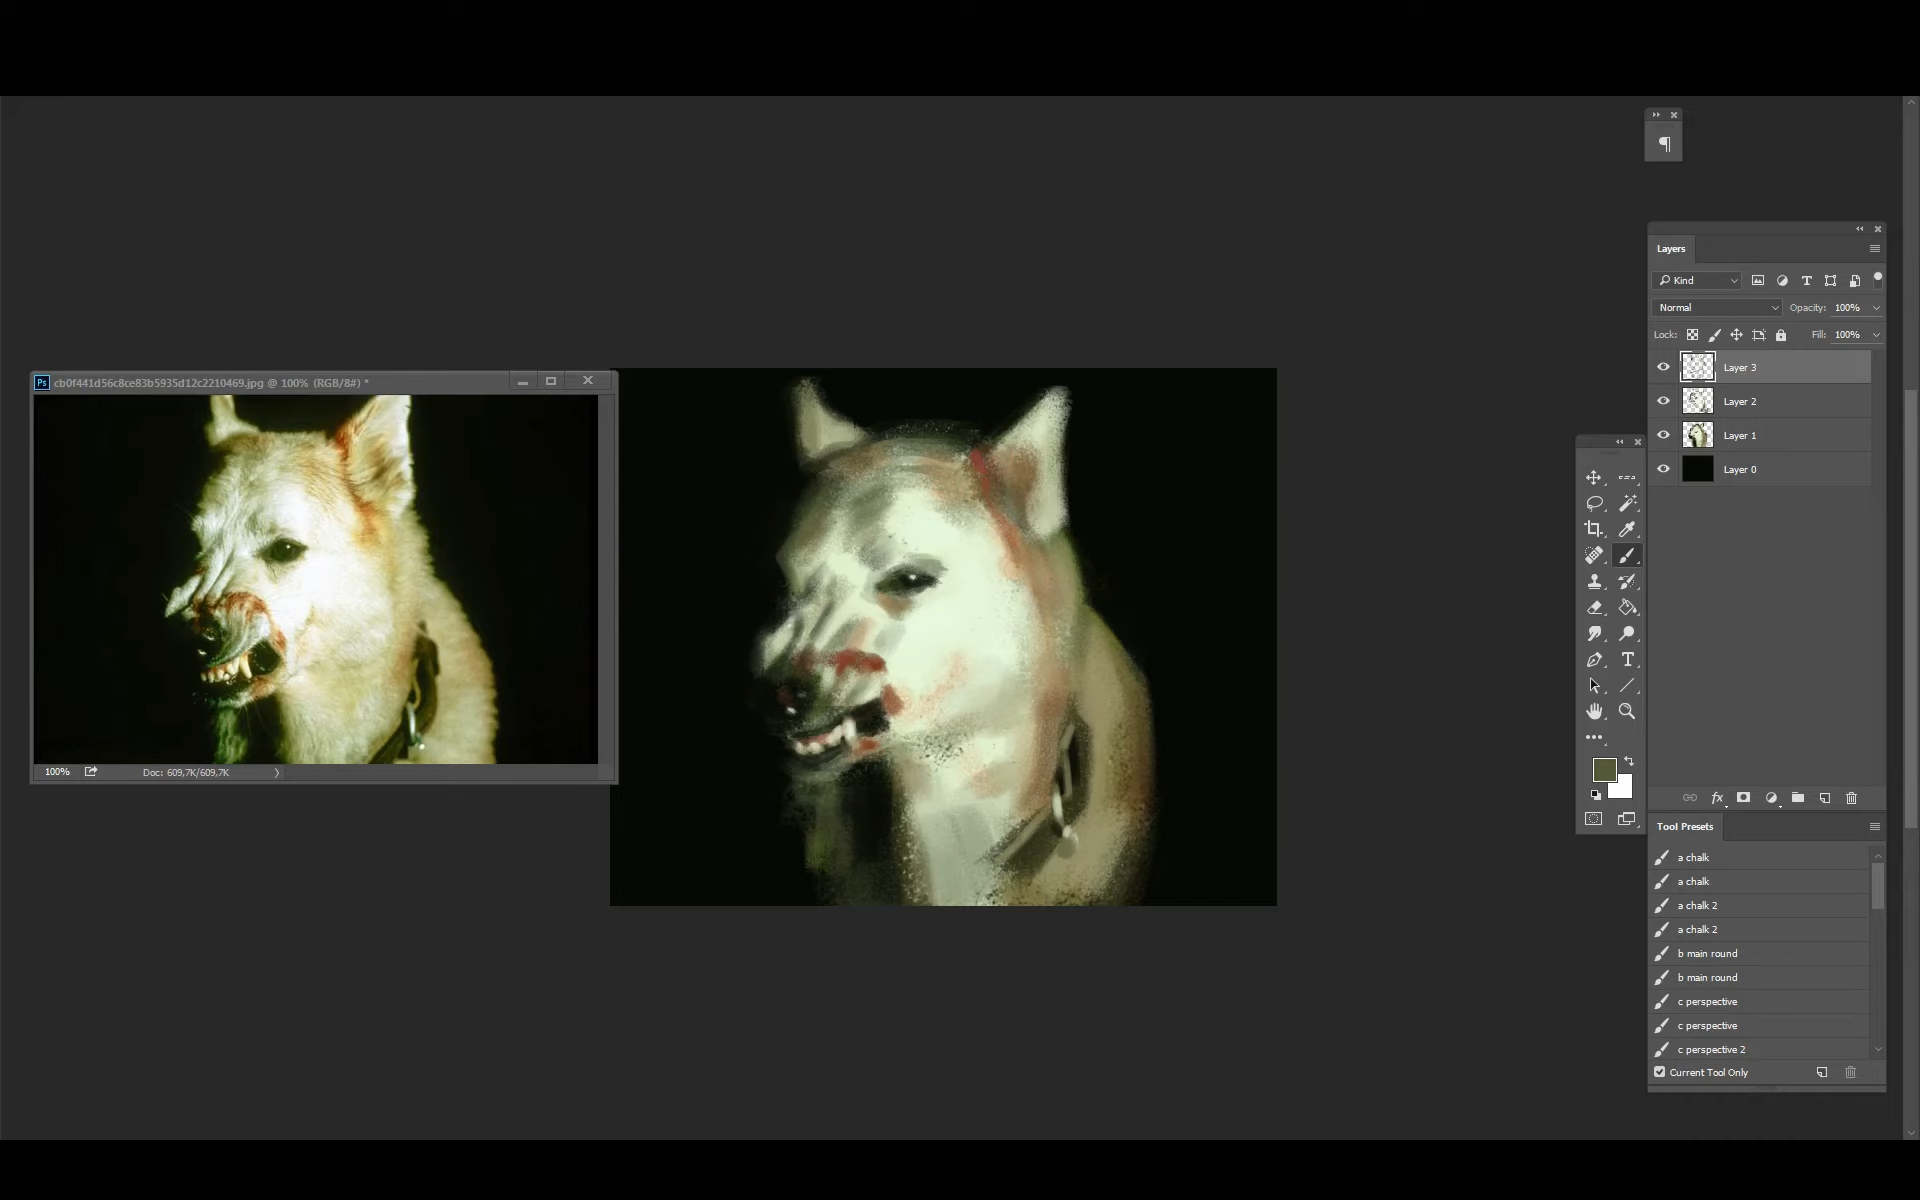 Layers
Kind
Normal
Opacity: 100%
Lock:
Fill: 100%
Layer 3
Ps cb0f441d56c8ce83b5935d12c2210469.jpg @ 100% (RGB/8#) *
Layer 2
Layer 1
Layer 0
100%
Doc: 609,7K/609,7K
fx
Tool Presets
a chalk
a chalk
a chalk 2
a chalk 2
b main round
b main round
c perspective
c perspective
c perspective 2
Current Tool Only